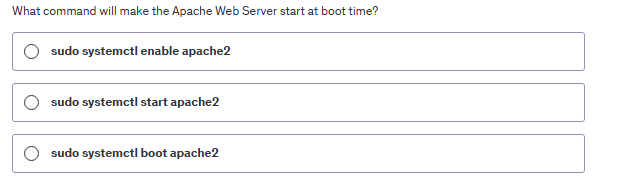 What command will make the Apache Web Server start at boot time?
sudo systemctl enable apache2
sudo systemctl start apache2
sudo systemctl boot apache2